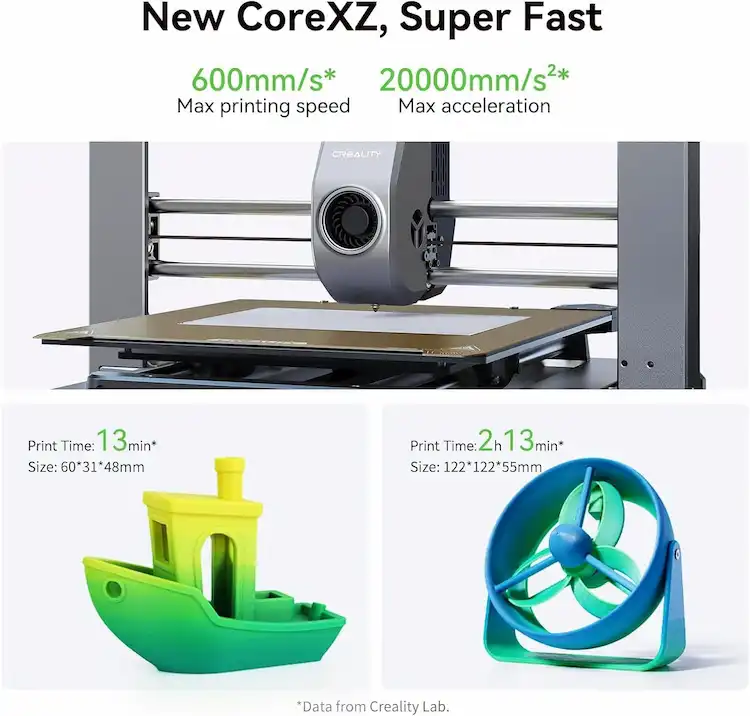 New CoreXZ, Super Fast
600mm/s* 20000mm/s²*
Max printing speed Max acceleration
CREALITY
Print Time: 13min*
Size: 60*31*48mm
Print Time: 2h13min*
Size: 122*122*55mm
*Data from Creality Lab.